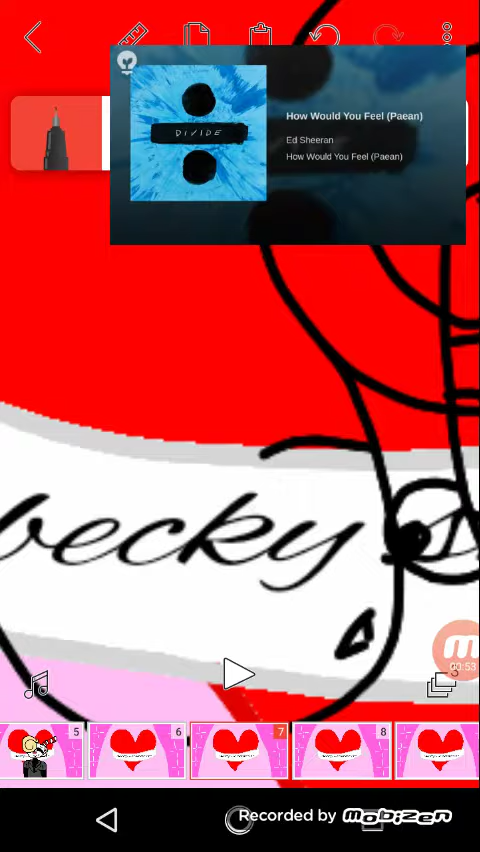 DIVIDE
How Would You Feel (Paean)
Ed Sheeran
How Would You Feel (Paean)
becky
00:53
5
5 6 7 8
Recorded by mobizen